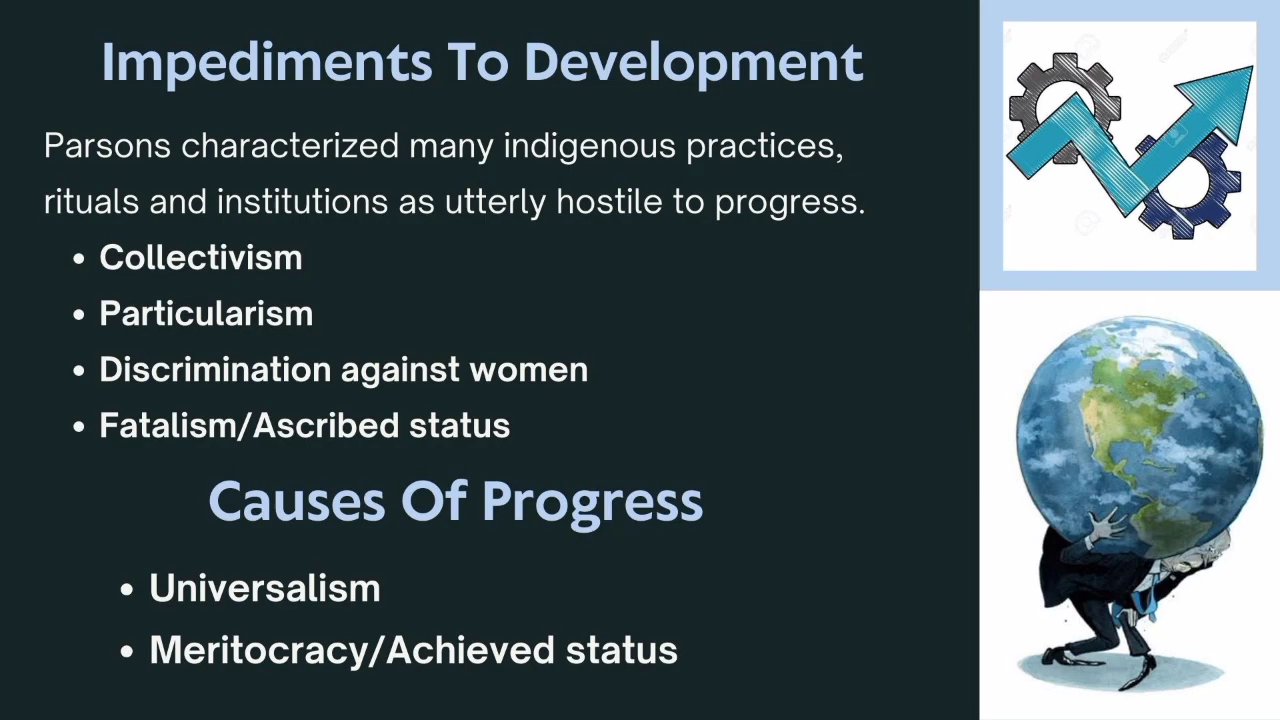 Impediments To Development
Parsons characterized many indigenous practices,
rituals and institutions as utterly hostile to progress.
• Collectivism
• Particularism
• Discrimination against women
• Fatalism/Ascribed status
Causes Of Progress
• Universalism
• Meritocracy/Achieved status